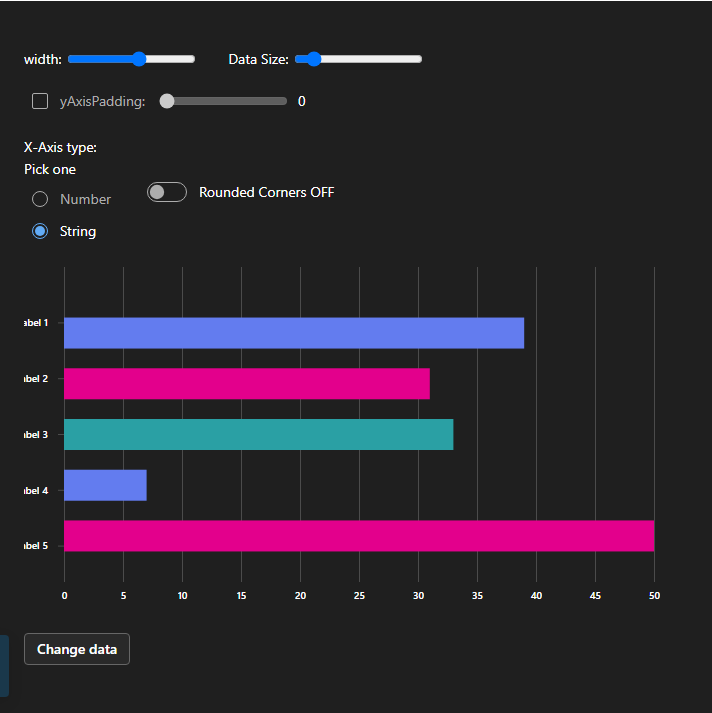 width: Data Size:
yAxisPadding: 0
X-Axis type:
Pick one
Number
Rounded Corners OFF
String
abel 1
abel 2
abel 3
abel 4
abel 5
0 5 10 15 20 25 30 35 40 45 50
Change data